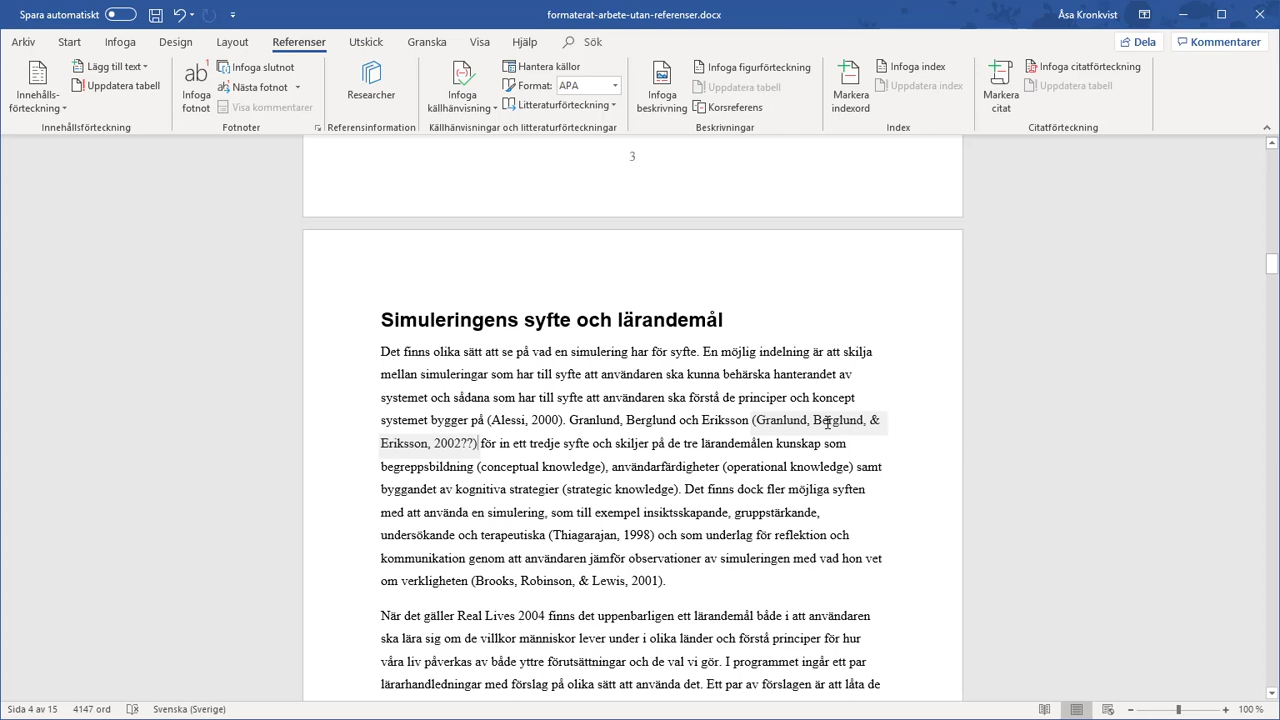 Spara automatiskt
formaterat-arbete-utan-referenser.docx
Åsa Kronkvist
Arkiv Start Infoga Design Layout Referenser Utskick Granska Visa Hjälp Sök
Dela Kommentarer
Innehålls-
förteckning
Lägg till text
Uppdatera tabell
Innehållsförteckning
ab1
Infoga
fotnot
Infoga slutnot
Nästa fotnot
Visa kommentarer
Fotnoter
Researcher
Referensinformation
Infoga
källhänvisning
Hantera källor
Format: APA
Litteraturförteckning
Källhänvisningar och litteraturförteckningar
Infoga
beskrivning
Infoga figurförteckning
Uppdatera tabell
Korsreferens
Beskrivningar
Markera
indexord
Infoga index
Uppdatera index
Index
Markera
citat
Infoga citatförteckning
Uppdatera tabell
Citatförteckning
3
Simuleringens syfte och lärandemål
Det finns olika sätt att se på vad en simulering har för syfte. En möjlig indelning är att skilja
mellan simuleringar som har till syfte att användaren ska kunna behärska hanterandet av
systemet och sådana som har till syfte att användaren ska förstå de principer och koncept
systemet bygger på (Alessi, 2000). Granlund, Berglund och Eriksson (Granlund, Berglund, &
Eriksson, 2002??) för in ett tredje syfte och skiljer på de tre lärandemålen kunskap som
begreppsbildning (conceptual knowledge), användarfärdigheter (operational knowledge) samt
byggandet av kognitiva strategier (strategic knowledge). Det finns dock fler möjliga syften
med att använda en simulering, som till exempel insiktsskapande, gruppstärkande,
undersökande och terapeutiska (Thiagarajan, 1998) och som underlag för reflektion och
kommunikation genom att användaren jämför observationer av simuleringen med vad hon vet
om verkligheten (Brooks, Robinson, & Lewis, 2001).
När det gäller Real Lives 2004 finns det uppenbarligen ett lärandemål både i att användaren
ska lära sig om de villkor människor lever under i olika länder och förstå principer för hur
våra liv påverkas av både yttre förutsättningar och de val vi gör. I programmet ingår ett par
lärarhandledningar med förslag på olika sätt att använda det. Ett par av förslagen är att låta de
Sida 4 av 15 4147 ord Svenska (Sverige)
100 %